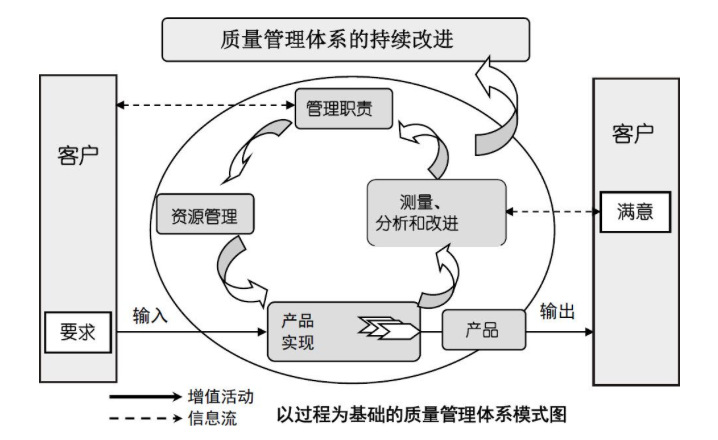 质量管理体系的持续改进
管理职责
客户
客户
资源管理
测量、
分析和改进
满意
要求
输入
产品
实现
产品
输出
增值活动
信息流
以过程为基础的质量管理体系模式图